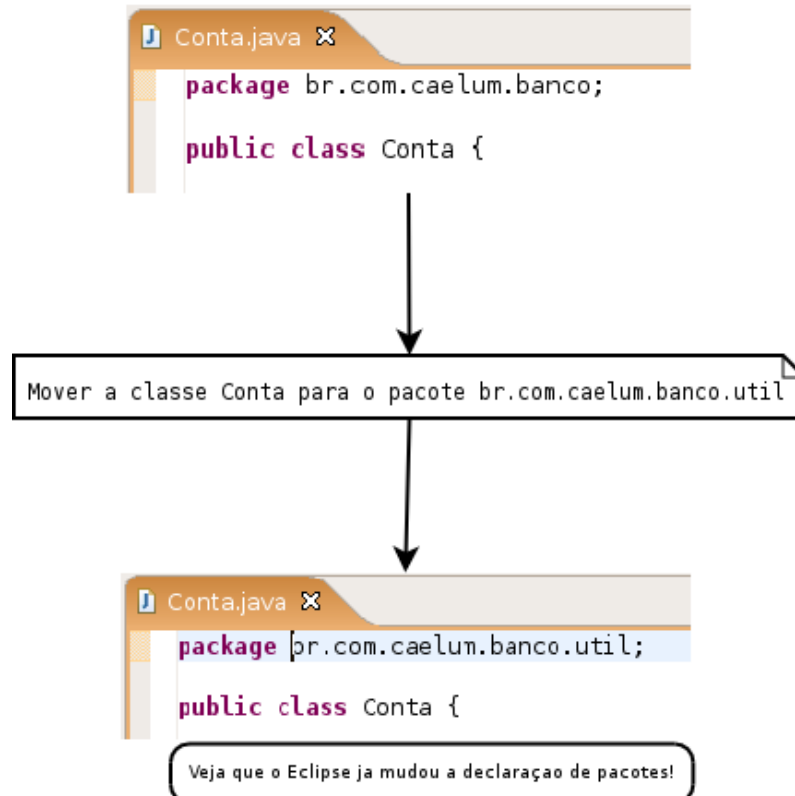 Conta.java
package br.com.caelum.banco;
public class Conta {
Mover a classe Conta para o pacote br.com.caelum.banco.util
Conta.java
package br.com.caelum.banco.util;
public class Conta {
Veja que o Eclipse ja mudou a declaraçao de pacotes!